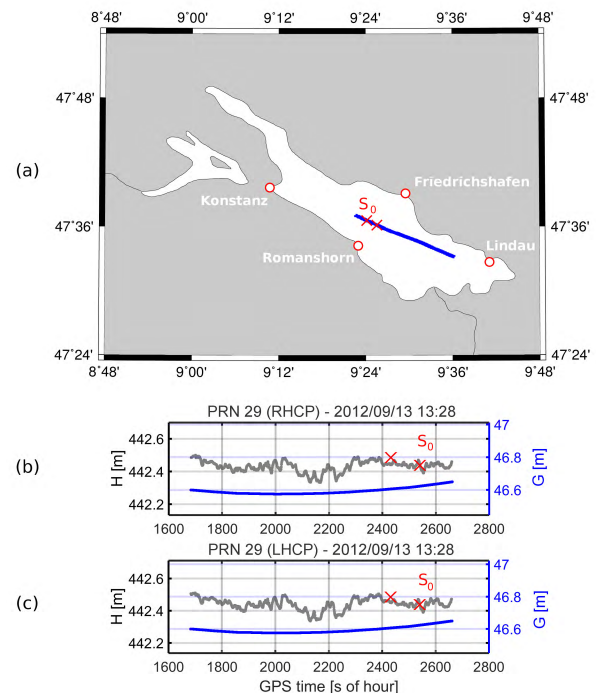 8˚48' 9˚00' 9˚12' 9˚24' 9˚36' 9˚48'
47˚48' 47˚48'
(a)
Friedrichshafen
Konstanz
S0
47˚36' 47˚36'
Lindau
Romanshorn
47˚24' 47˚24'
8˚48' 9˚00' 9˚12' 9˚24' 9˚36' 9˚48'
PRN 29 (RHCP) - 2012/09/13 13:28
47
442.6 S0
46.8
(b) H [m] 442.4 G [m]
46.6
442.2
1600 1800 2000 2200 2400 2600 2800
PRN 29 (LHCP) - 2012/09/13 13:28
47
442.6 S0
46.8
(c) H [m] 442.4 G [m]
46.6
442.2
1600 1800 2000 2200 2400 2600 2800
GPS time [s of hour]